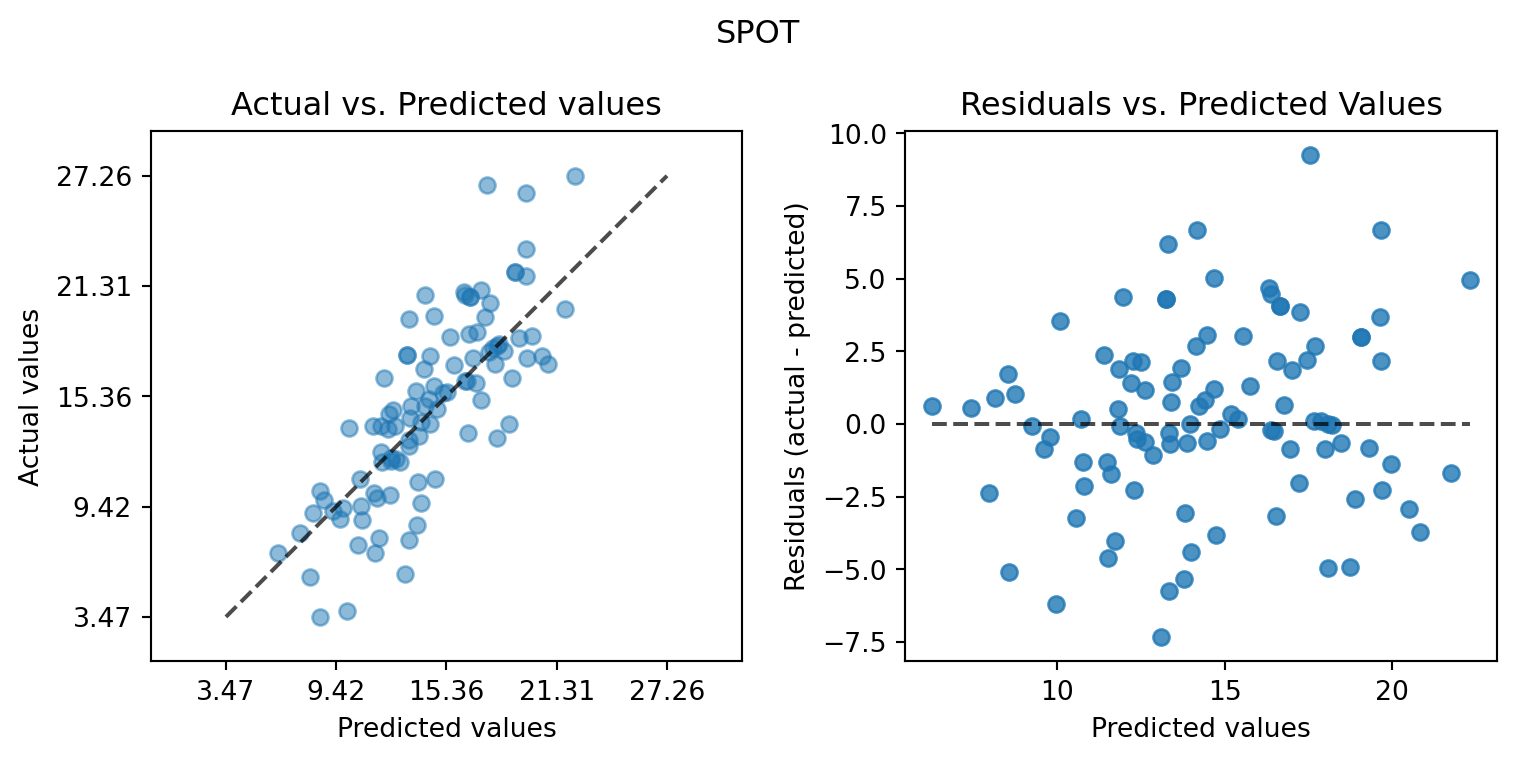 SPOT
Actual vs. Predicted values
27.26
21.31
15.36
9.42
3.47
Actual values
3.47 9.42 15.36 21.31 27.26
Predicted values
Residuals vs. Predicted Values
10.0
7.5
5.0
2.5
0.0
−2.5
−5.0
−7.5
Residuals (actual - predicted)
10 15 20
Predicted values